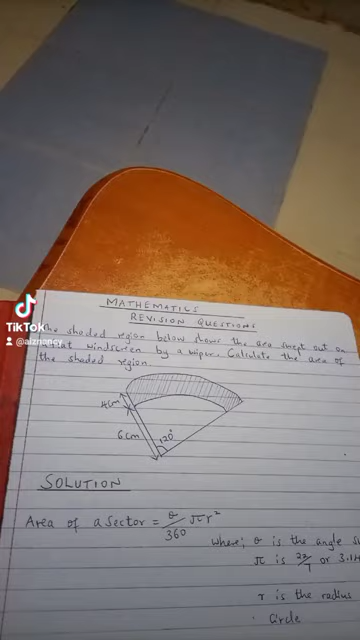 MATHEMATICS
REVISION QUESTIONS
The shaded region below shows the area swept out on
flat windscreen by a wiper. Calculate the area of
the shaded region.
4cm
6cm
120°
SOLUTION
Area of a Sector = θ/360 πr²
where; θ is the angle
π is 22/7 or 3.14
r is the radius
Circle
TikTok
@aiznancy